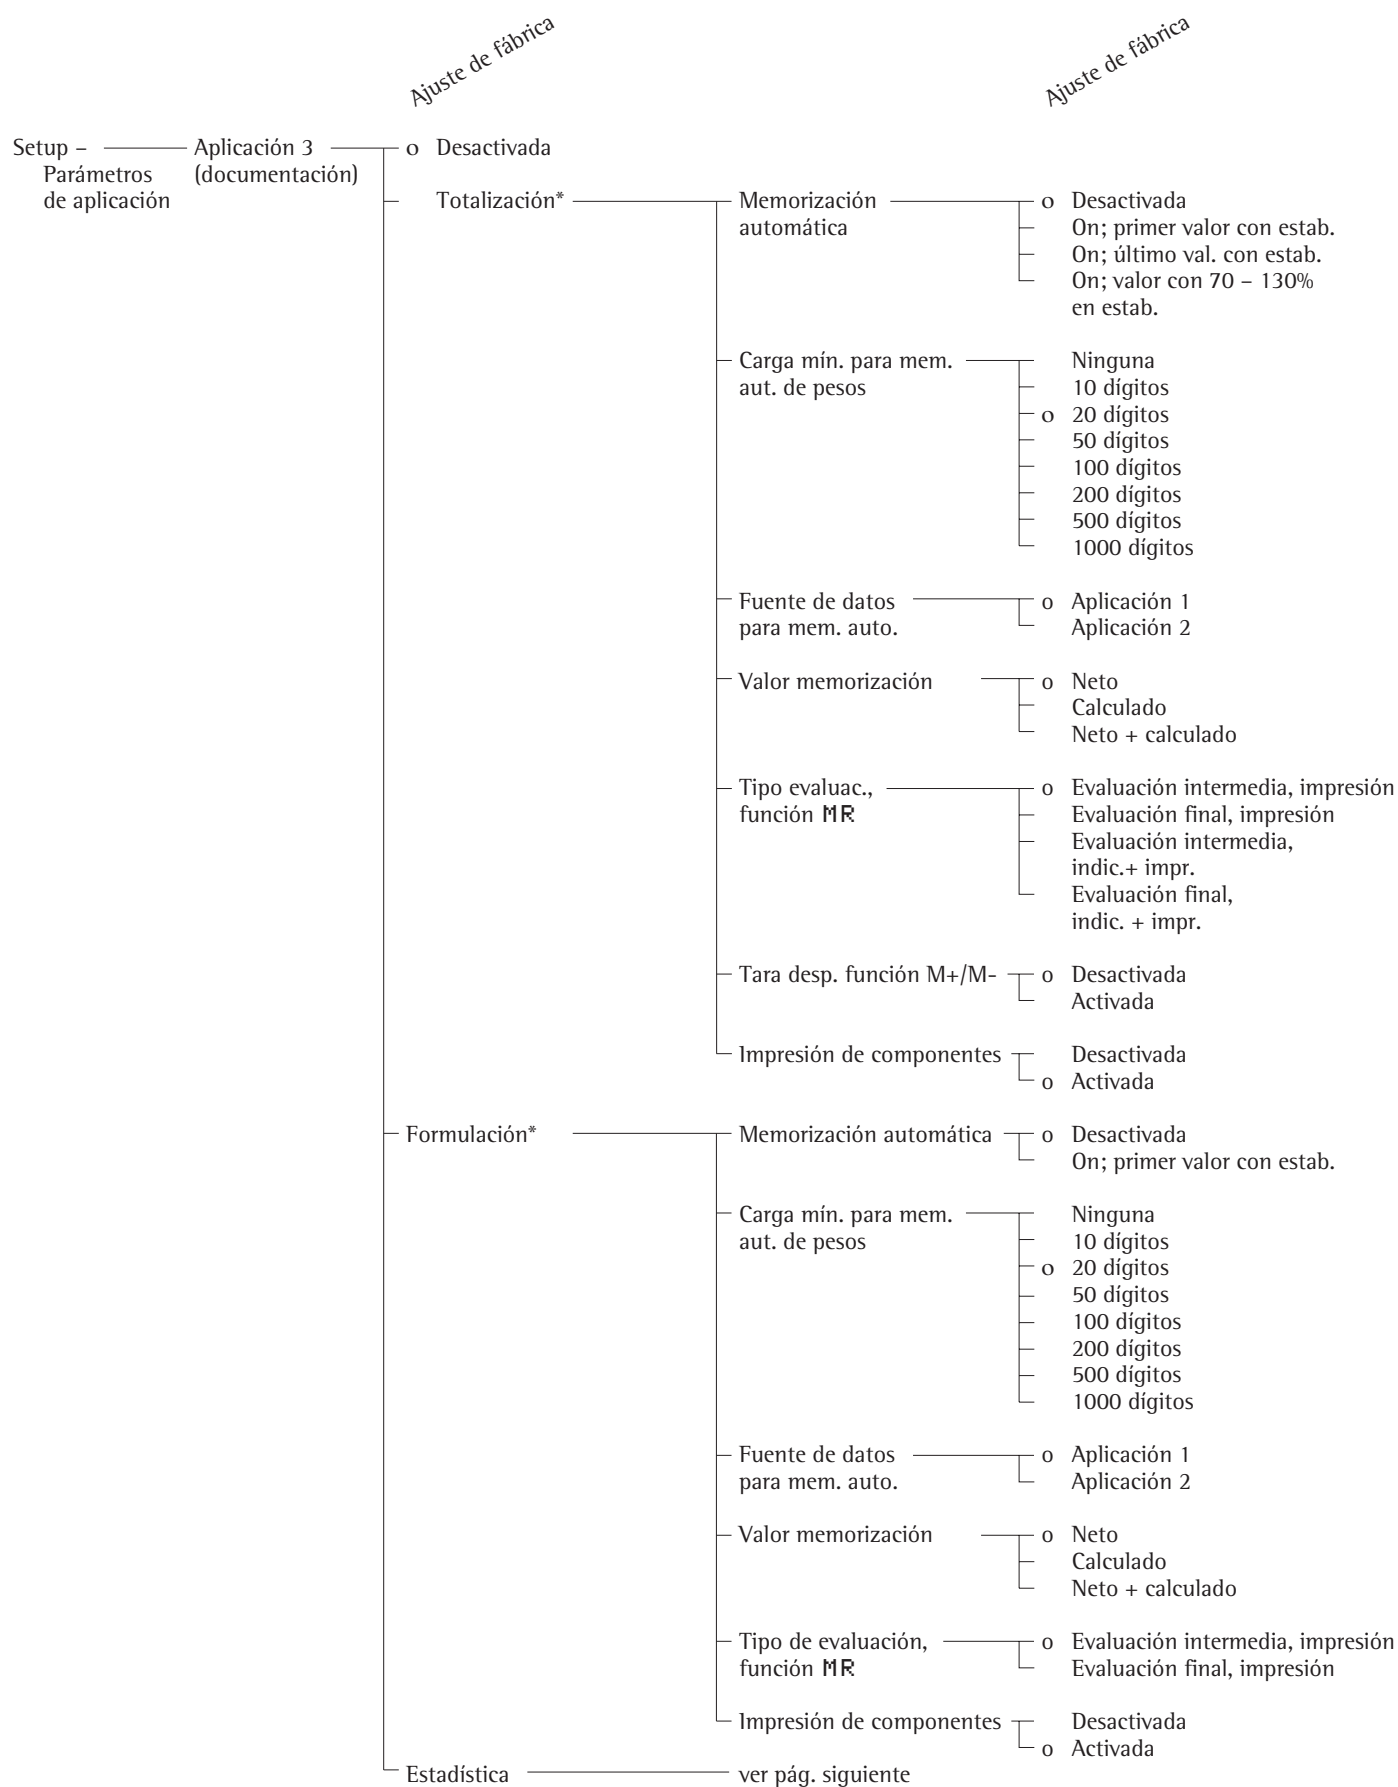 Ajuste de fábrica
Ajuste de fábrica
Setup –
Parámetros
de aplicación
Aplicación 3
(documentación)
o Desactivada
Totalización*
Memorización
automática
o Desactivada
On; primer valor con estab.
On; último val. con estab.
On; valor con 70 – 130%
en estab.
Carga mín. para mem.
aut. de pesos
Ninguna
10 dígitos
o 20 dígitos
50 dígitos
100 dígitos
200 dígitos
500 dígitos
1000 dígitos
Fuente de datos
para mem. auto.
o Aplicación 1
Aplicación 2
Valor memorización
o Neto
Calculado
Neto + calculado
Tipo evaluac.,
función MR
o Evaluación intermedia, impresión
Evaluación final, impresión
Evaluación intermedia,
indic.+ impr.
Evaluación final,
indic. + impr.
Tara desp. función M+/M-
o Desactivada
Activada
Impresión de componentes
Desactivada
o Activada
Formulación*
Memorización automática
o Desactivada
On; primer valor con estab.
Carga mín. para mem.
aut. de pesos
Ninguna
10 dígitos
o 20 dígitos
50 dígitos
100 dígitos
200 dígitos
500 dígitos
1000 dígitos
Fuente de datos
para mem. auto.
o Aplicación 1
Aplicación 2
Valor memorización
o Neto
Calculado
Neto + calculado
Tipo de evaluación,
función MR
o Evaluación intermedia, impresión
Evaluación final, impresión
Impresión de componentes
Desactivada
o Activada
Estadística
ver pág. siguiente